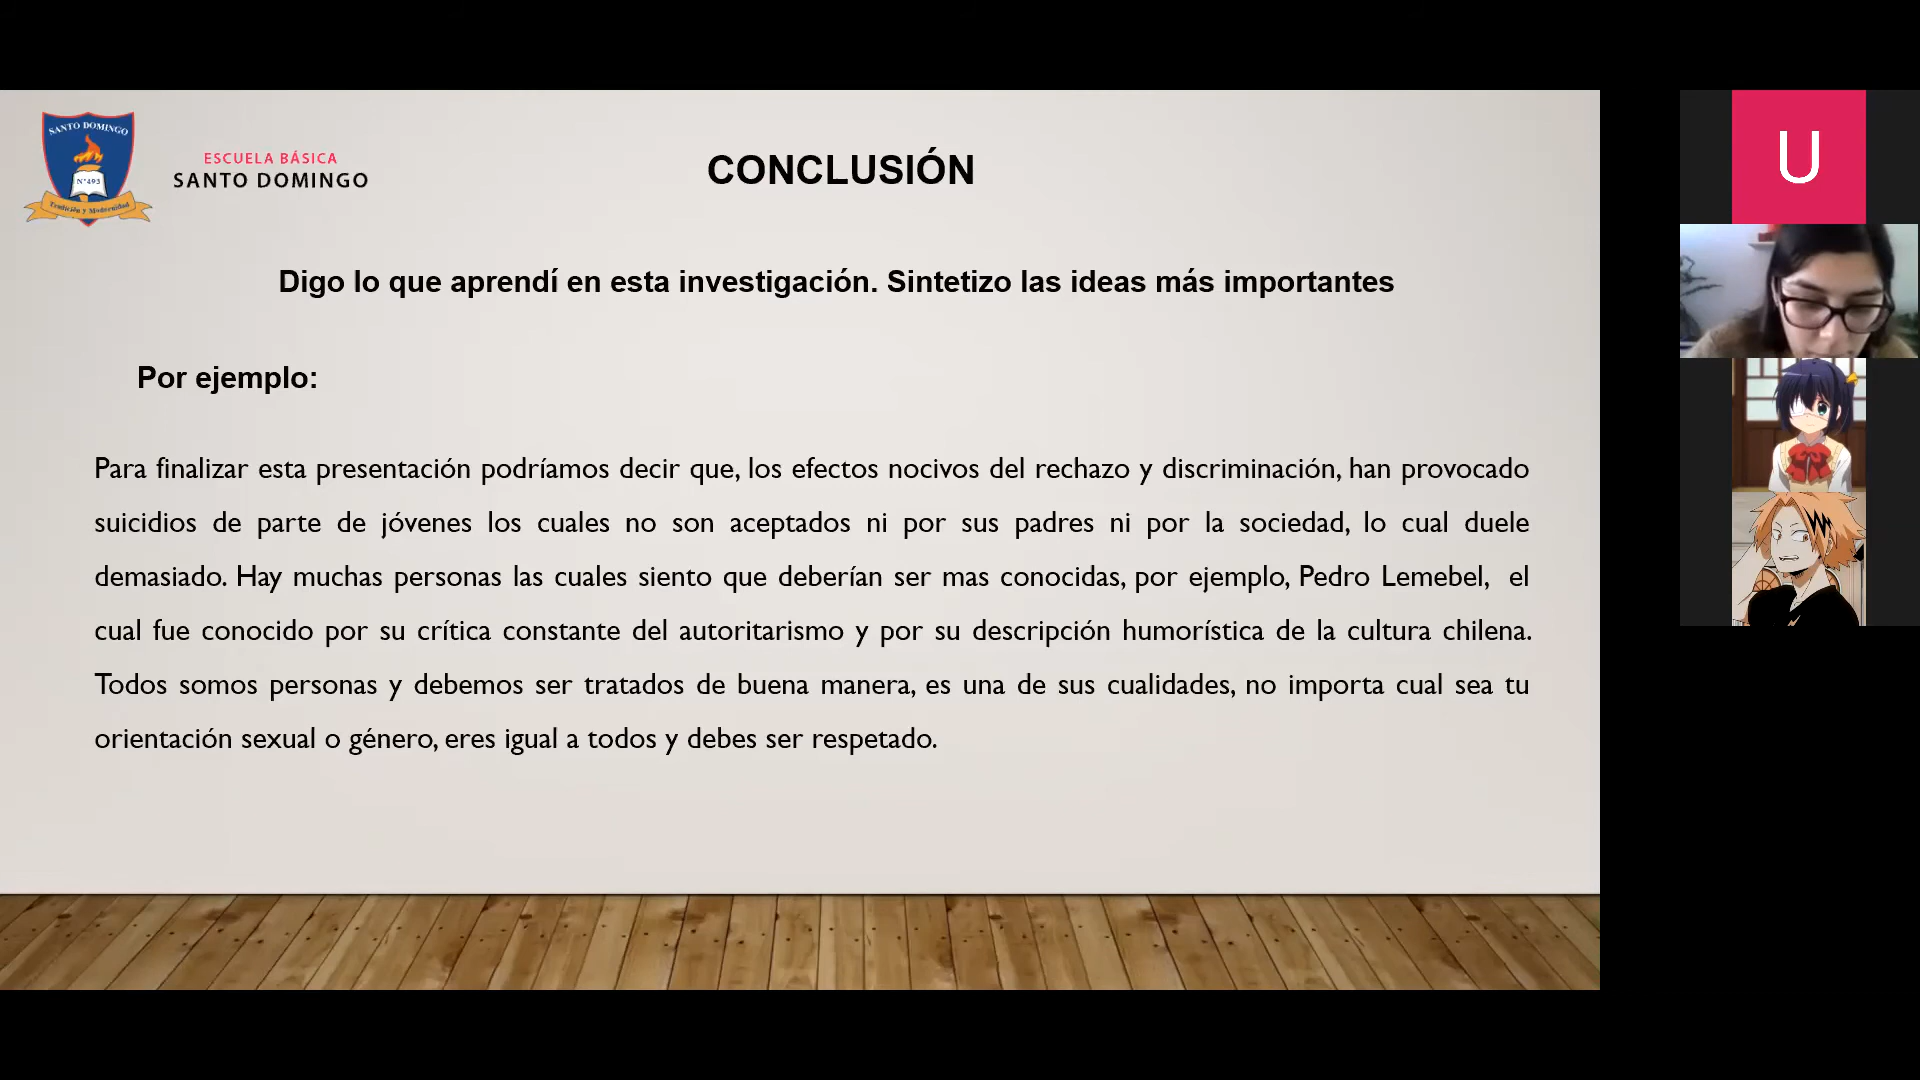 SANTO DOMINGO
N°493
Tradición y Modernidad
ESCUELA BÁSICA
SANTO DOMINGO
CONCLUSIÓN
Digo lo que aprendí en esta investigación. Sintetizo las ideas más importantes
Por ejemplo:
Para finalizar esta presentación podríamos decir que, los efectos nocivos del rechazo y discriminación, han provocado
suicidios de parte de jóvenes los cuales no son aceptados ni por sus padres ni por la sociedad, lo cual duele
demasiado. Hay muchas personas las cuales siento que deberían ser mas conocidas, por ejemplo, Pedro Lemebel, el
cual fue conocido por su crítica constante del autoritarismo y por su descripción humorística de la cultura chilena.
Todos somos personas y debemos ser tratados de buena manera, es una de sus cualidades, no importa cual sea tu
orientación sexual o género, eres igual a todos y debes ser respetado.
U